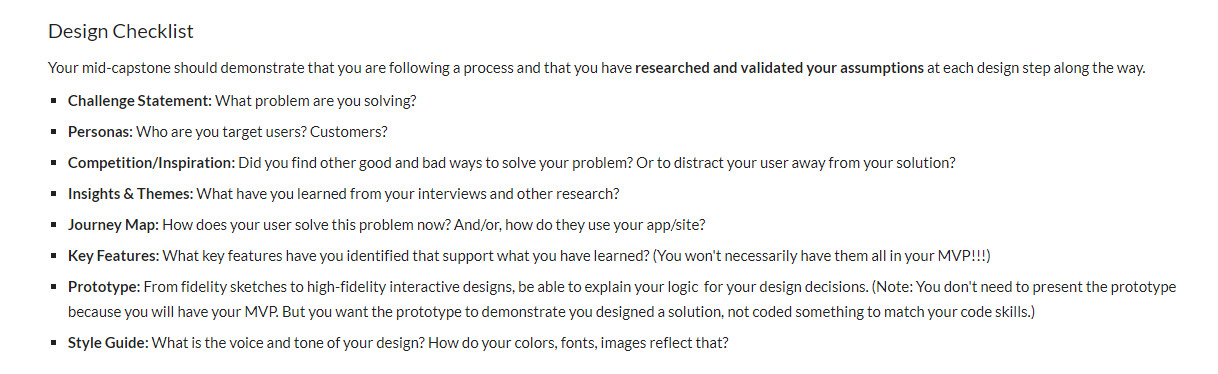 Design Checklist
Your mid-capstone should demonstrate that you are following a process and that you have researched and validated your assumptions at each design step along the way.
▪ Challenge Statement: What problem are you solving?
▪ Personas: Who are you target users? Customers?
▪ Competition/Inspiration: Did you find other good and bad ways to solve your problem? Or to distract your user away from your solution?
▪ Insights & Themes: What have you learned from your interviews and other research?
▪ Journey Map: How does your user solve this problem now? And/or, how do they use your app/site?
▪ Key Features: What key features have you identified that support what you have learned? (You won't necessarily have them all in your MVP!!!)
▪ Prototype: From fidelity sketches to high-fidelity interactive designs, be able to explain your logic for your design decisions. (Note: You don't need to present the prototype
because you will have your MVP. But you want the prototype to demonstrate you designed a solution, not coded something to match your code skills.)
▪ Style Guide: What is the voice and tone of your design? How do your colors, fonts, images reflect that?